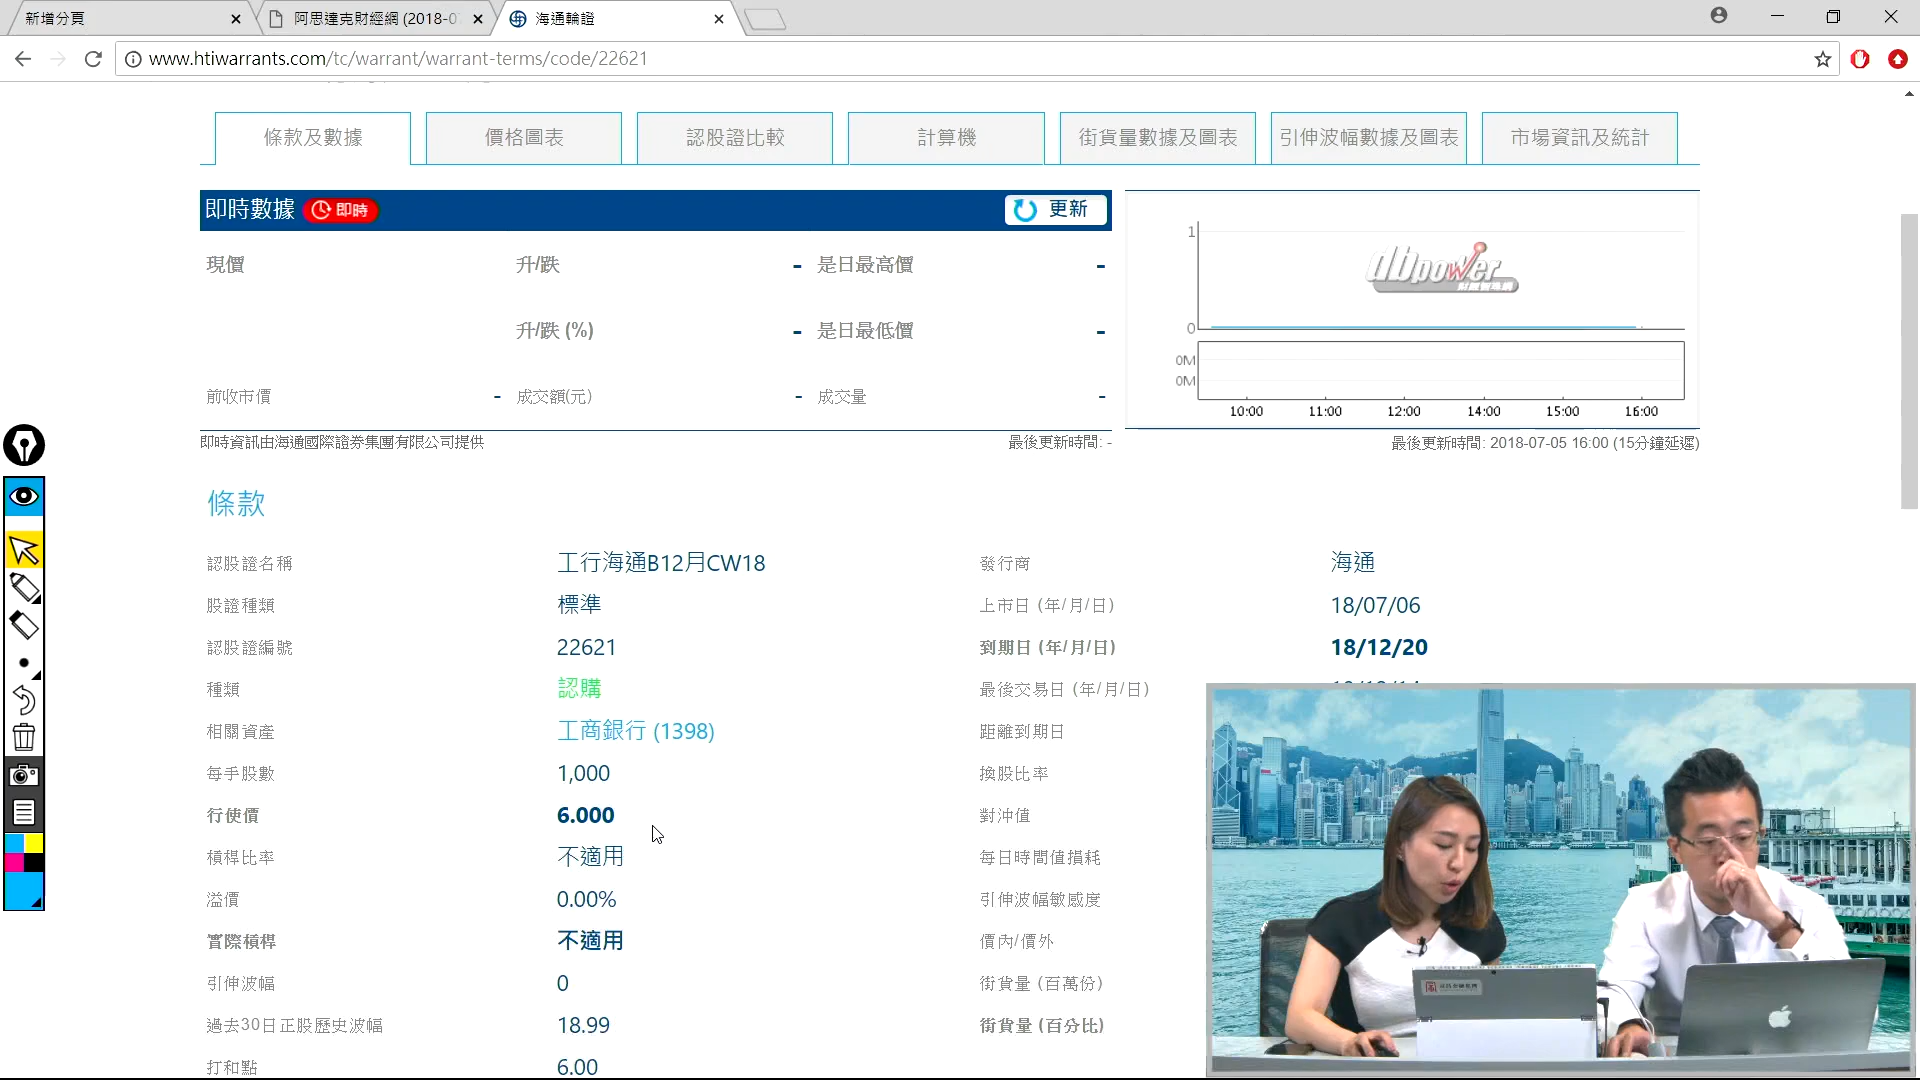 新增分頁
阿思達克財經網 (2018-0
海通輪證
www.htiwarrants.com/tc/warrant/warrant-terms/code/22621
條款及數據
價格圖表
認股證比較
計算機
街貨量數據及圖表
引伸波幅數據及圖表
市場資訊及統計
即時數據 即時 更新
現價 升/跌 - 是日最高價 -
升/跌 (%) - 是日最低價 -
前收市價 - 成交額(元) - 成交量 -
即時資訊由海通國際證券集團有限公司提供 最後更新時間: -
1
dbpower
0
0M
0M
10:00 11:00 12:00 14:00 15:00 16:00
最後更新時間: 2018-07-05 16:00 (15分鐘延遲)
條款
認股證名稱 工行海通B12月CW18 發行商 海通
股證種類 標準 上市日 (年/月/日) 18/07/06
認股證編號 22621 到期日 (年/月/日) 18/12/20
種類 認購 最後交易日 (年/月/日)
相關資產 工商銀行 (1398) 距離到期日
每手股數 1,000 換股比率
行使價 6.000 對沖值
槓桿比率 不適用 每日時間值損耗
溢價 0.00% 引伸波幅敏感度
實際槓桿 不適用 價內/價外
引伸波幅 0 街貨量 (百萬份)
過去30日正股歷史波幅 18.99 街貨量 (百分比)
打和點 6.00